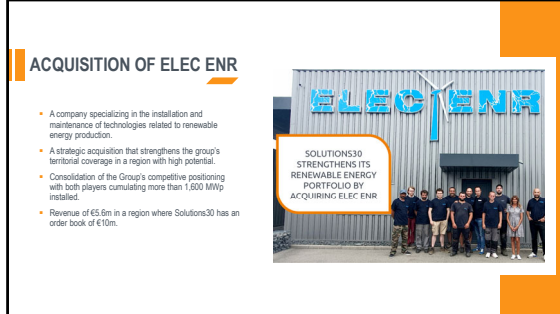 ACQUISITION OF ELEC ENR
A company specializing in the installation and
maintenance of technologies related to renewable
energy production.
A strategic acquisition that strengthens the group's
territorial coverage in a region with high potential.
Consolidation of the Group's competitive positioning
with both players cumulating more than 1,600 MWp
installed.
Revenue of €5.6m in a region where Solutions30 has an
order book of €10m.
ELEC ENR
SOLUTIONS30
STRENGTHENS ITS
RENEWABLE ENERGY
PORTFOLIO BY
ACQUIRING ELEC ENR